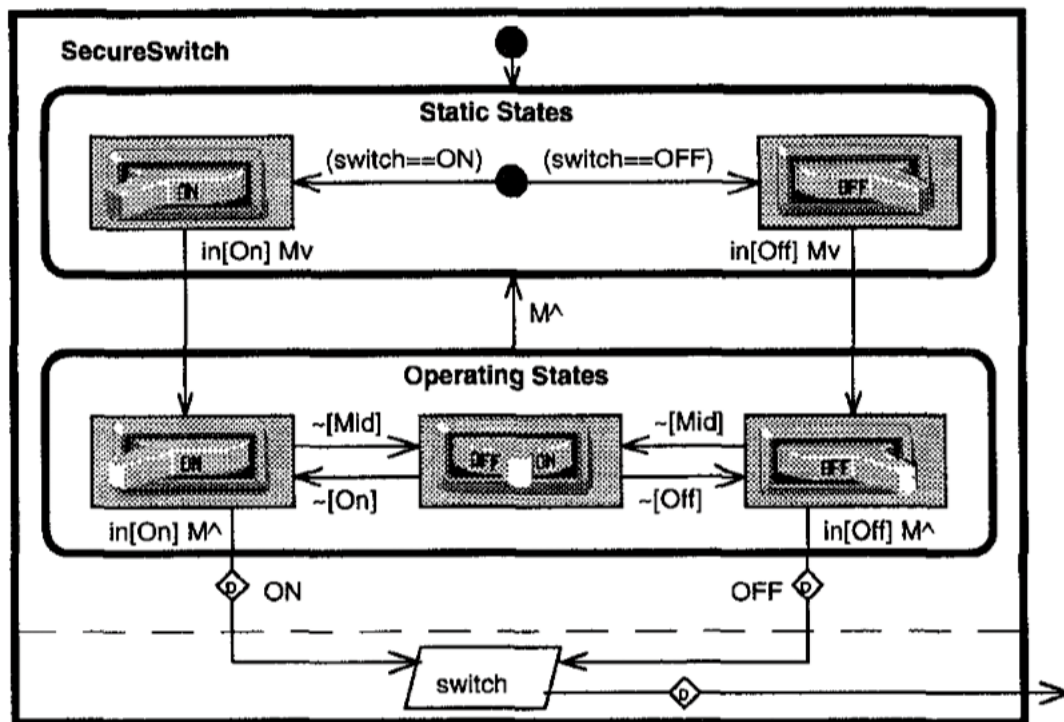 SecureSwitch
Static States
(switch==ON) (switch==OFF)
ON
OFF
in[On] Mv
in[Off] Mv
M^
Operating States
~[Mid]
~[Mid]
ON
OFF ON
OFF
~[On]
~[Off]
in[On] M^
in[Off] M^
D ON
OFF D
switch
D